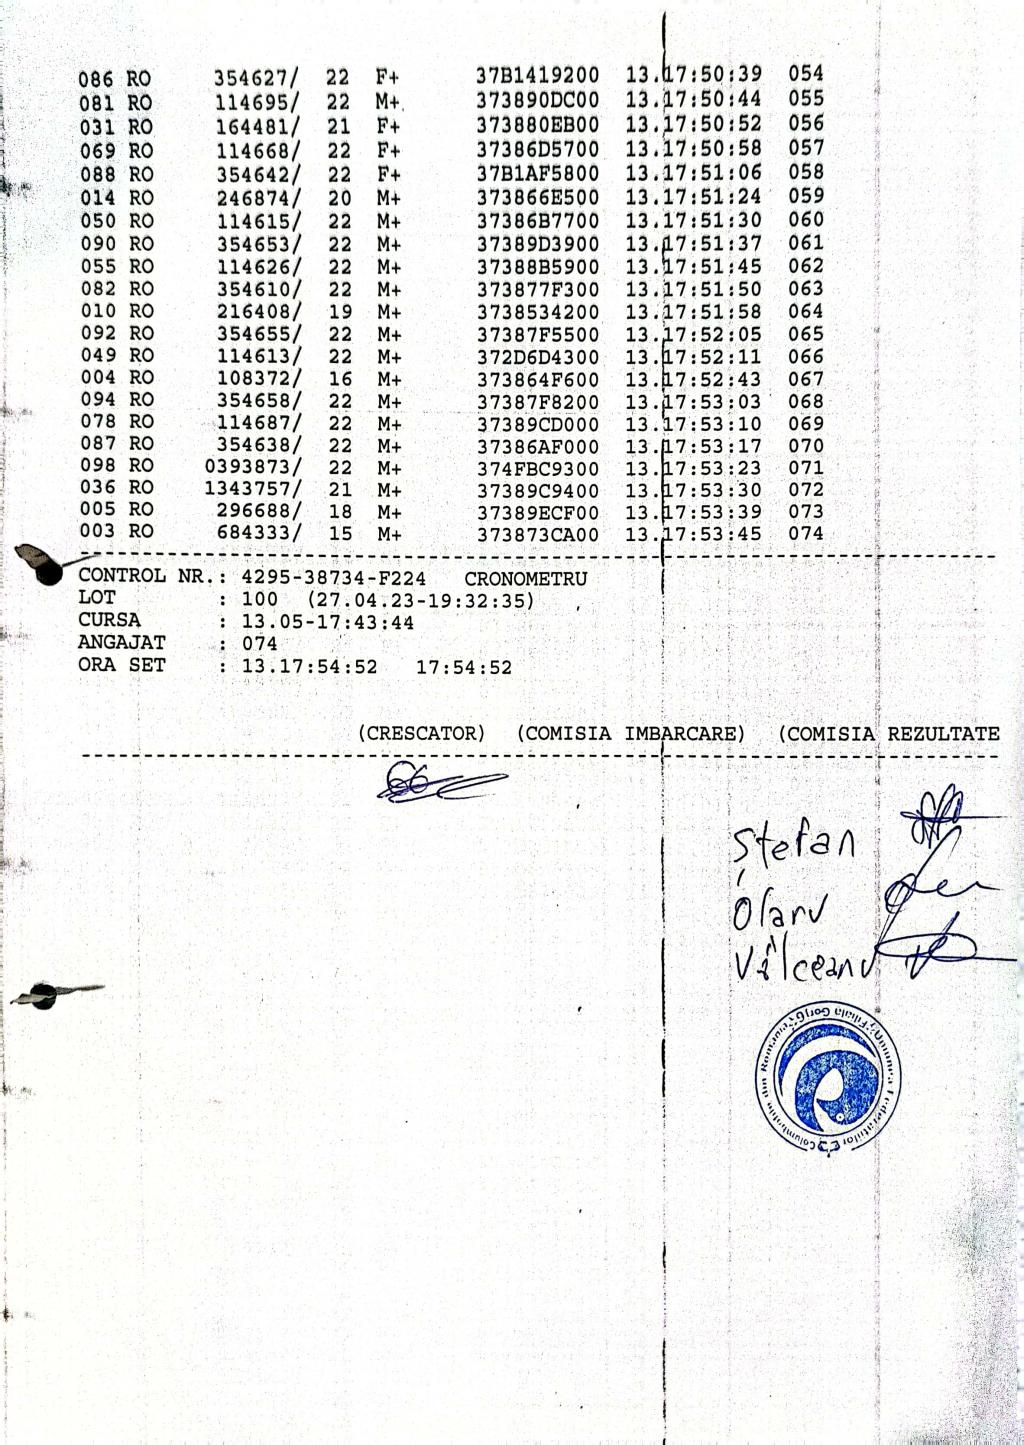 086 RO 354627/ 22 F+ 37B1419200 13.17:50:39 054
081 RO 114695/ 22 M+ 373890DC00 13.17:50:44 055
031 RO 164481/ 21 F+ 373880EB00 13.17:50:52 056
069 RO 114668/ 22 F+ 37386D5700 13.17:50:58 057
088 RO 354642/ 22 F+ 37B1AF5800 13.17:51:06 058
014 RO 246874/ 20 M+ 373866E500 13.17:51:24 059
050 RO 114615/ 22 M+ 37386B7700 13.17:51:30 060
090 RO 354653/ 22 M+ 37389D3900 13.17:51:37 061
055 RO 114626/ 22 M+ 37388B5900 13.17:51:45 062
082 RO 354610/ 22 M+ 373877F300 13.17:51:50 063
010 RO 216408/ 19 M+ 3738534200 13.17:51:58 064
092 RO 354655/ 22 M+ 37387F5500 13.17:52:05 065
049 RO 114613/ 22 M+ 372D6D4300 13.17:52:11 066
004 RO 108372/ 16 M+ 373864F600 13.17:52:43 067
094 RO 354658/ 22 M+ 37387F8200 13.17:53:03 068
078 RO 114687/ 22 M+ 37389CD000 13.17:53:10 069
087 RO 354638/ 22 M+ 37386AF000 13.17:53:17 070
098 RO 0393873/ 22 M+ 374FBC9300 13.17:53:23 071
036 RO 1343757/ 21 M+ 37389C9400 13.17:53:30 072
005 RO 296688/ 18 M+ 37389ECF00 13.17:53:39 073
003 RO 684333/ 15 M+ 373873CA00 13.17:53:45 074
CONTROL NR.: 4295-38734-F224 CRONOMETRU
LOT : 100 (27.04.23-19:32:35)
CURSA : 13.05-17:43:44
ANGAJAT : 074
ORA SET : 13.17:54:52 17:54:52
(CRESCATOR) (COMISIA IMBARCARE) (COMISIA REZULTATE
Ștefan
Olaru
Vâlceanu